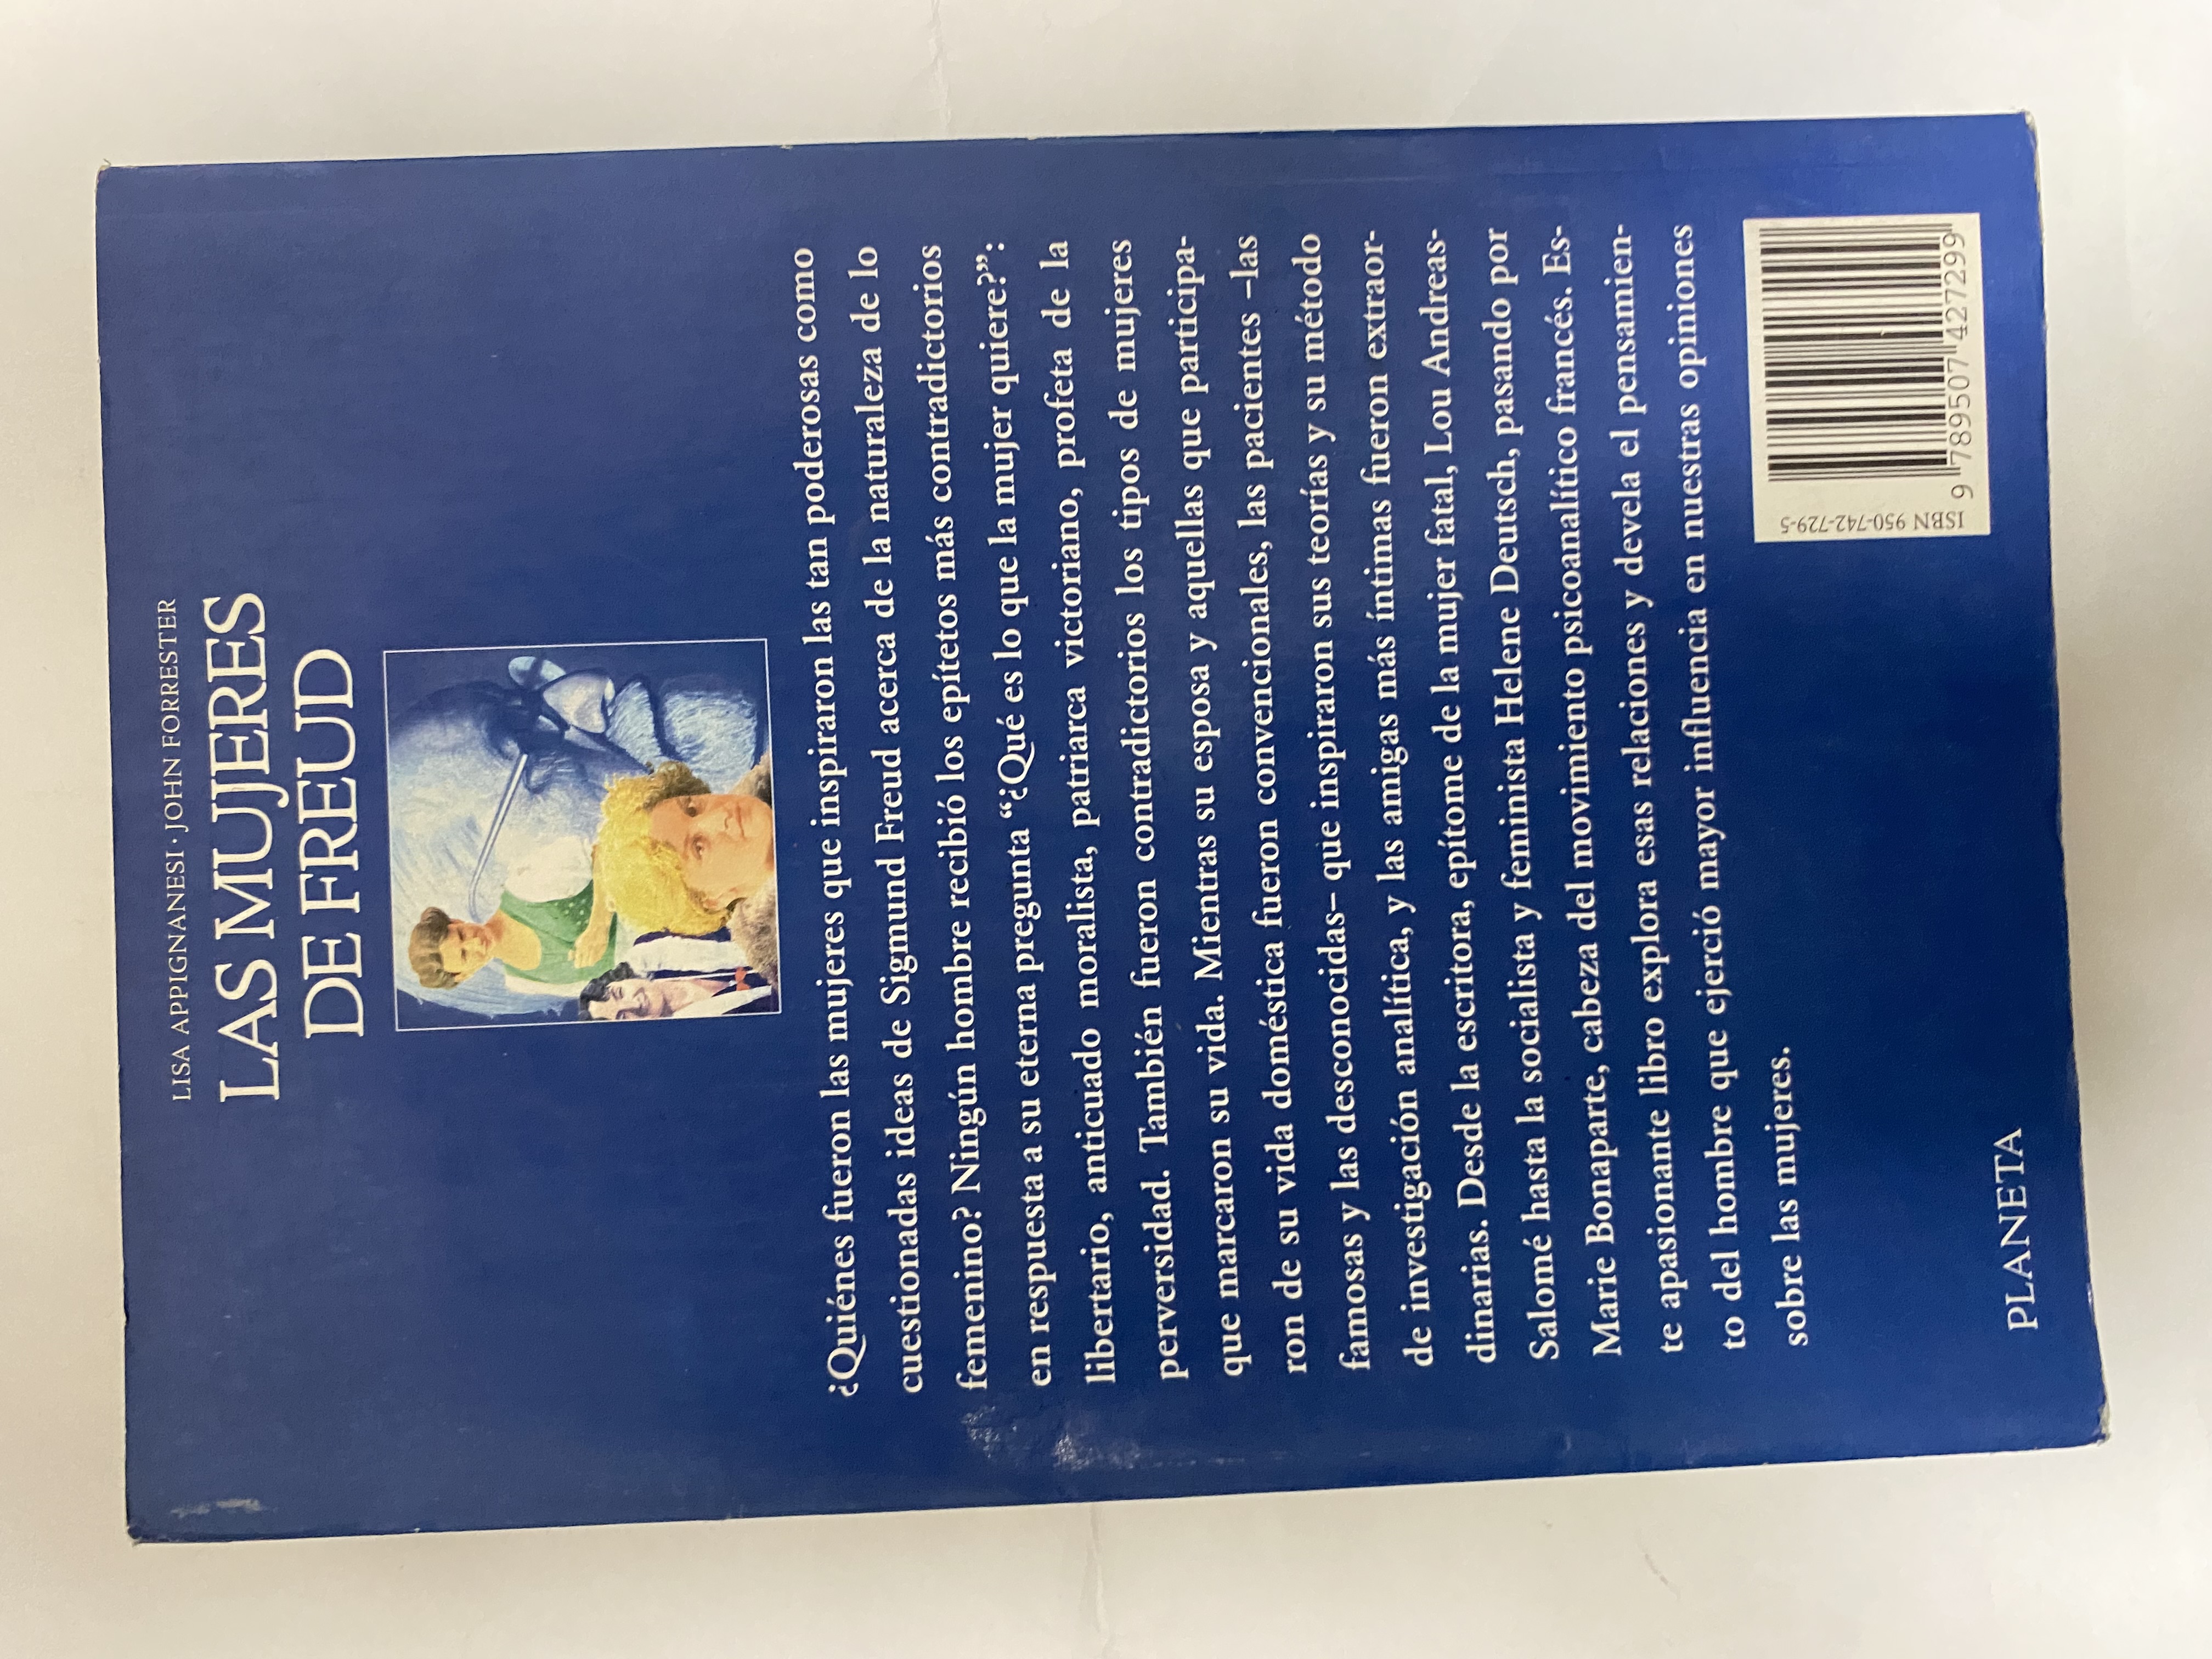 LISA APPIGNANESI · JOHN FORRESTER
LAS MUJERES
DE FREUD
¿Quiénes fueron las mujeres que inspiraron las tan poderosas como
cuestionadas ideas de Sigmund Freud acerca de la naturaleza de lo
femenino? Ningún hombre recibió los epítetos más contradictorios
en respuesta a su eterna pregunta “¿Qué es lo que la mujer quiere?”:
libertario, anticuado moralista, patriarca victoriano, profeta de la
perversidad. También fueron contradictorios los tipos de mujeres
que marcaron su vida. Mientras su esposa y aquellas que participa-
ron de su vida doméstica fueron convencionales, las pacientes –las
famosas y las desconocidas– que inspiraron sus teorías y su método
de investigación analítica, y las amigas más íntimas fueron extraor-
dinarias. Desde la escritora, epítome de la mujer fatal, Lou Andreas-
Salomé hasta la socialista y feminista Helene Deutsch, pasando por
Marie Bonaparte, cabeza del movimiento psicoanalítico francés. Es-
te apasionante libro explora esas relaciones y devela el pensamien-
to del hombre que ejerció mayor influencia en nuestras opiniones
sobre las mujeres.
ISBN 950-742-729-5
9 789507 427299
PLANETA